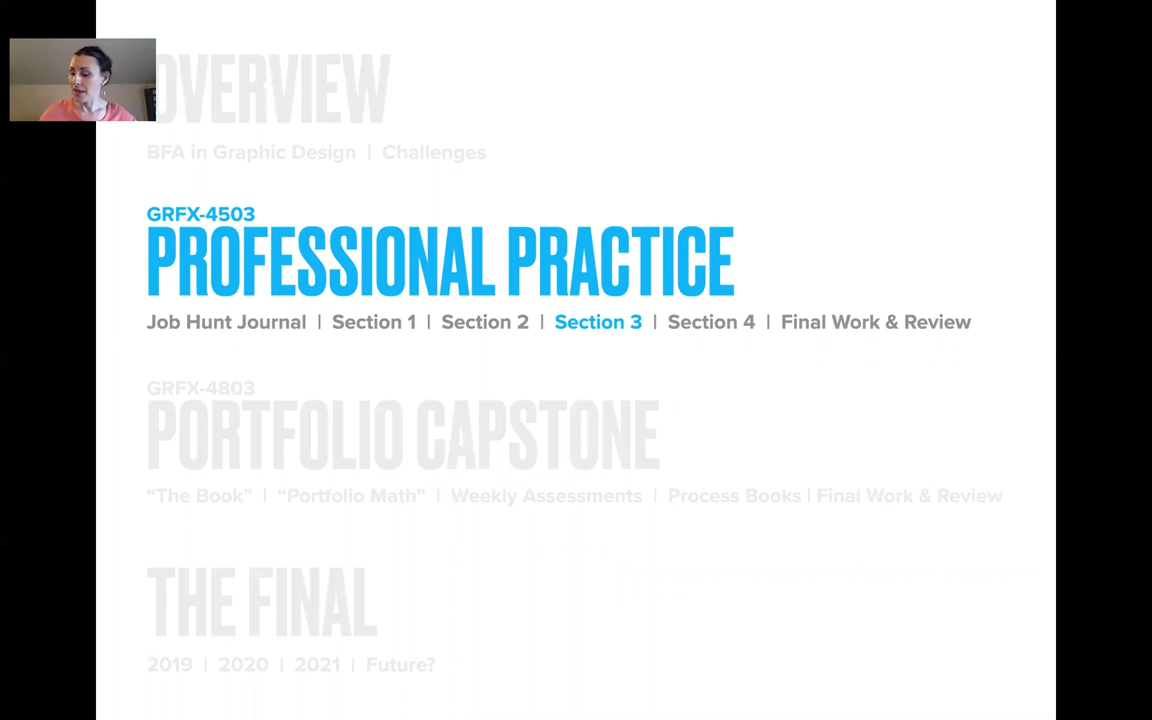 OVERVIEW
BFA in Graphic Design | Challenges
GRFX-4503
PROFESSIONAL PRACTICE
Job Hunt Journal | Section 1 | Section 2 | Section 3 | Section 4 | Final Work & Review
GRFX-4803
PORTFOLIO CAPSTONE
“The Book” | “Portfolio Math” | Weekly Assessments | Process Books | Final Work & Review
THE FINAL
2019 | 2020 | 2021 | Future?